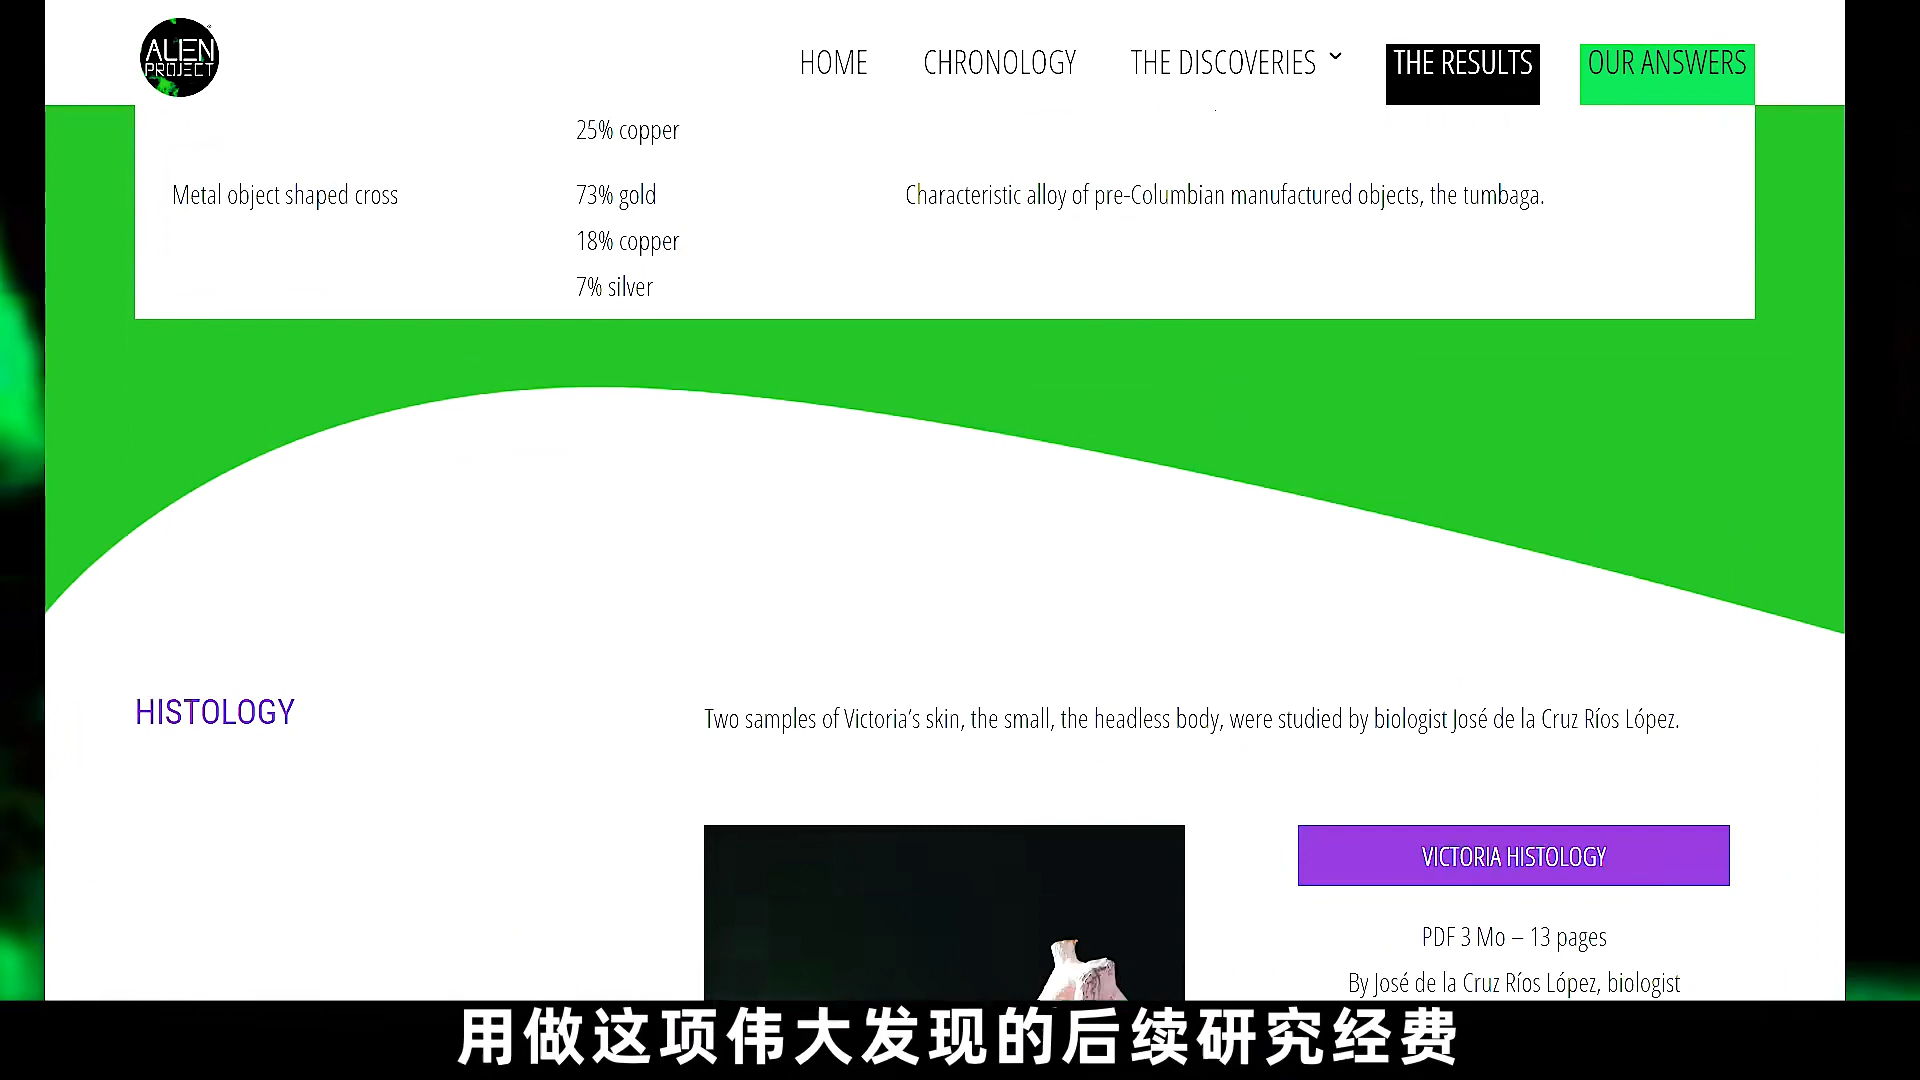 ALIEN
PROJECT
HOME
CHRONOLOGY
THE DISCOVERIES
THE RESULTS
OUR ANSWERS
25% copper
Metal object shaped cross
73% gold
Characteristic alloy of pre-Columbian manufactured objects, the tumbaga.
18% copper
7% silver
HISTOLOGY
Two samples of Victoria’s skin, the small, the headless body, were studied by biologist José de la Cruz Ríos López.
VICTORIA HISTOLOGY
PDF 3 Mo – 13 pages
By José de la Cruz Ríos López, biologist
用做这项伟大发现的后续研究经费